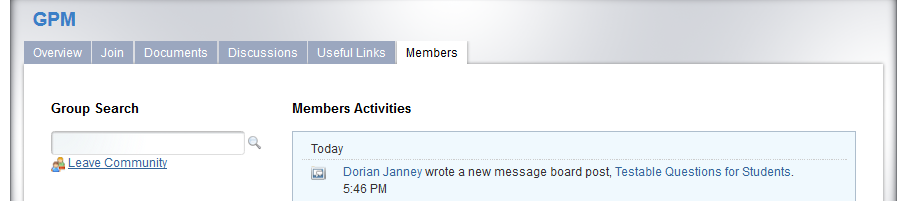 GPM
Overview Join Documents Discussions Useful Links Members
Group Search
Leave Community
Members Activities
Today
Dorian Janney wrote a new message board post, Testable Questions for Students.
5:46 PM